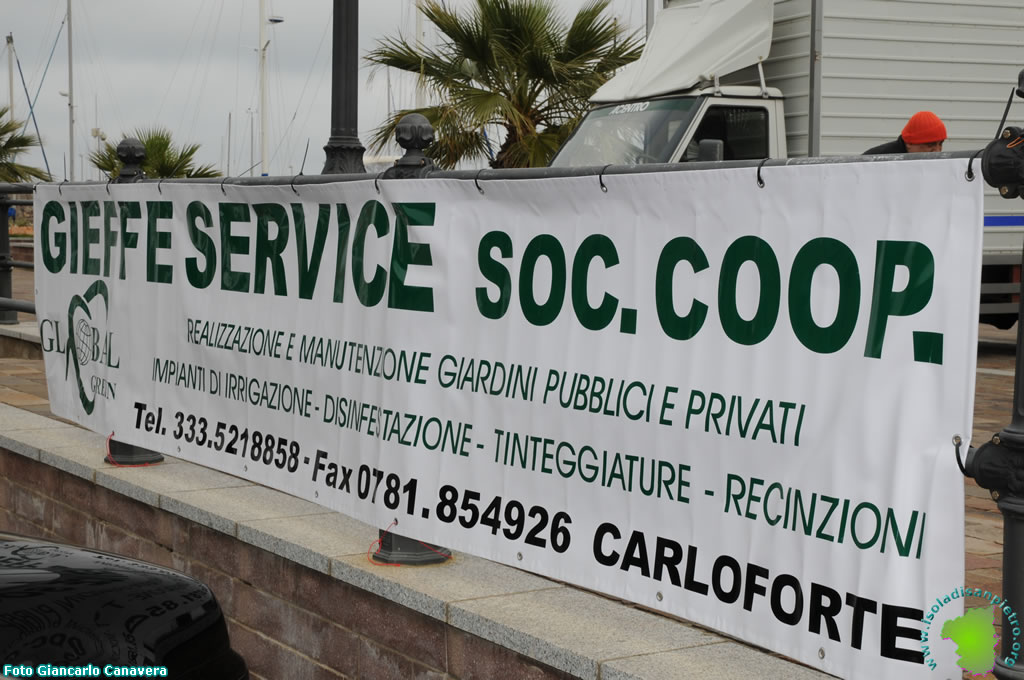 GIEFFE SERVICE SOC. COOP.
GLOBAL
GREEN
REALIZZAZIONE E MANUTENZIONE GIARDINI PUBBLICI E PRIVATI
IMPIANTI DI IRRIGAZIONE - DISINFESTAZIONE - TINTEGGIATURE - RECINZIONI
Tel. 333.5218858 - Fax 0781.854926 CARLOFORTE
www.isoladisanpietro.org
Foto Giancarlo Canavera